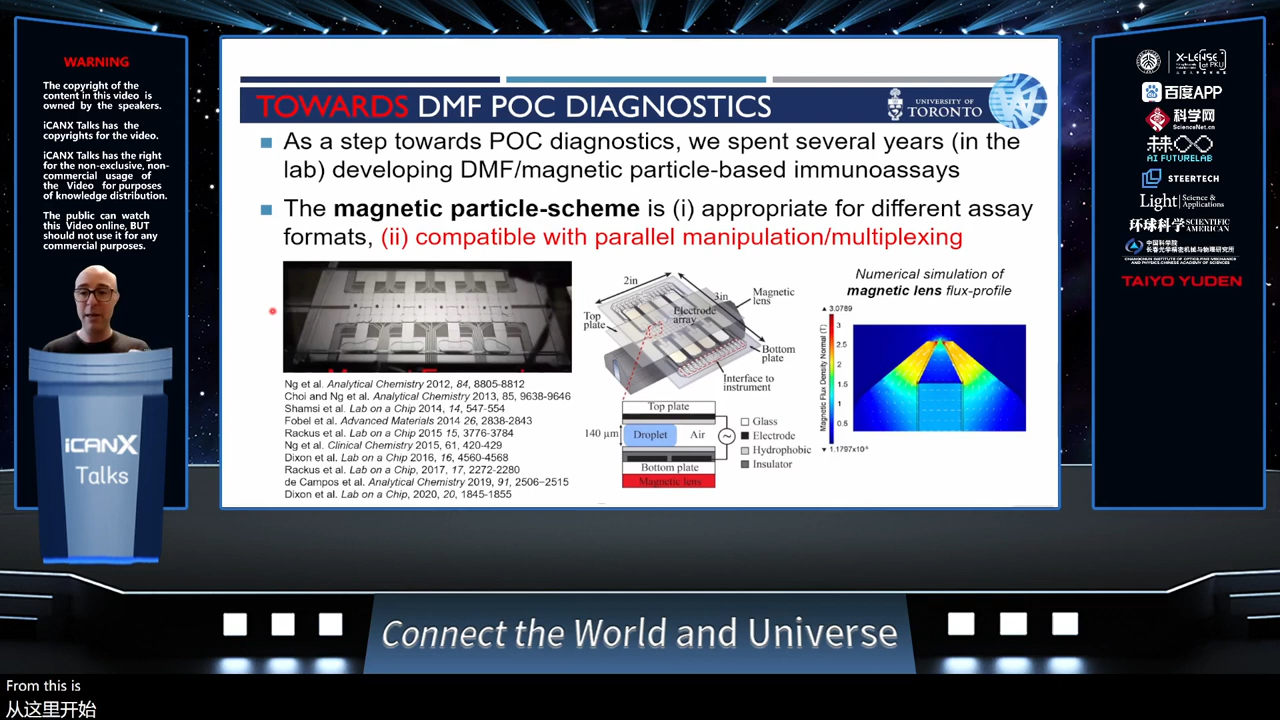 WARNING
The copyright of the
content in this video is
owned by the speakers.
iCANX Talks has the
copyrights for the video.
iCANX Talks has the right
for the non-exclusive, non-
commercial usage of
the Video for purposes
of knowledge distribution.
The public can watch
this Video online, BUT
should not use it for any
commercial purposes.
iCANX
Talks
TOWARDS DMF POC DIAGNOSTICS
UNIVERSITY OF
TORONTO
As a step towards POC diagnostics, we spent several years (in the
lab) developing DMF/magnetic particle-based immunoassays
The magnetic particle-scheme is (i) appropriate for different assay
formats, (ii) compatible with parallel manipulation/multiplexing
Ng et al. Analytical Chemistry 2012, 84, 8805-8812
Choi and Ng et al. Analytical Chemistry 2013, 85, 9638-9646
Shamsi et al. Lab on a Chip 2014, 14, 547-554
Fobel et al. Advanced Materials 2014 26, 2838-2843
Rackus et al. Lab on a Chip 2015 15, 3776-3784
Ng et al. Clinical Chemistry 2015, 61, 420-429
Dixon et al. Lab on a Chip 2016, 16, 4560-4568
Rackus et al. Lab on a Chip, 2017, 17, 2272-2280
de Campos et al. Analytical Chemistry 2019, 91, 2506−2515
Dixon et al. Lab on a Chip, 2020, 20, 1845-1855
2in
3in
Magnetic
lens
Top
plate
Electrode
array
Bottom
plate
Interface to
instrument
Top plate
140 µm
Droplet
Air
Bottom plate
Magnetic lens
Glass
Electrode
Hydrophobic
Insulator
Numerical simulation of
magnetic lens flux-profile
Magnetic Flux Density Normal (T)
▲ 3.0789
3
2.5
2
1.5
1
0.5
▼ 1.1797x10⁻⁴
X-LENSE
at PKU
百度APP
科学网
ScienceNet.cn
未来
AI FUTURELAB
STEERTECH
Light Science & Applications
环球科学 SCIENTIFIC AMERICAN
中国科学院
长春光学精密机械与物理研究所
CHANGCHUN INSTITUTE OF OPTICS,FINE MECHANICS
AND PHYSICS,CHINESE ACADEMY OF SCIENCES
TAIYO YUDEN
Connect the World and Universe
From this is
从这里开始